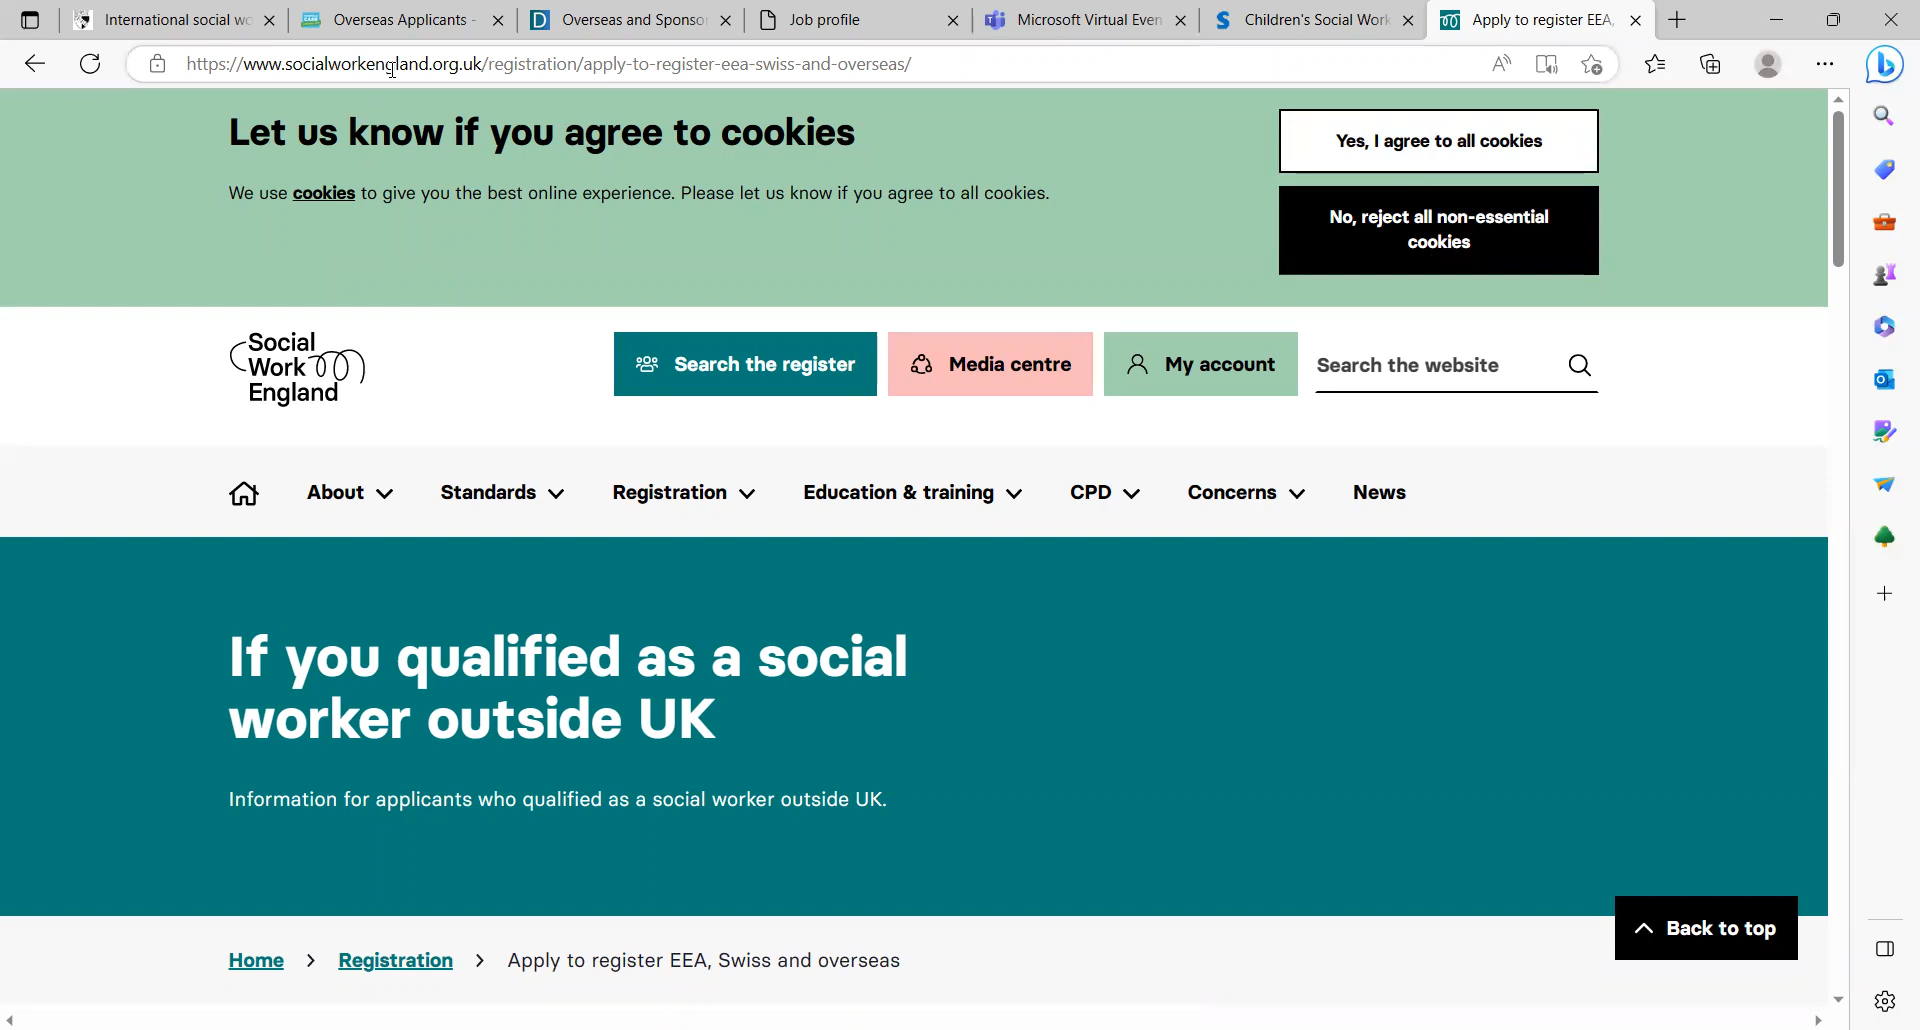 International social wo
Overseas Applicants -
Overseas and Sponso
Job profile
Microsoft Virtual Even
Children's Social Work
Apply to register EEA,
https://www.socialworkengland.org.uk/registration/apply-to-register-eea-swiss-and-overseas/
Let us know if you agree to cookies
We use cookies to give you the best online experience. Please let us know if you agree to all cookies.
Yes, I agree to all cookies
No, reject all non-essential
cookies
Social
Work
England
Search the register
Media centre
My account
Search the website
About
Standards
Registration
Education & training
CPD
Concerns
News
If you qualified as a social
worker outside UK
Information for applicants who qualified as a social worker outside UK.
Back to top
Home > Registration > Apply to register EEA, Swiss and overseas